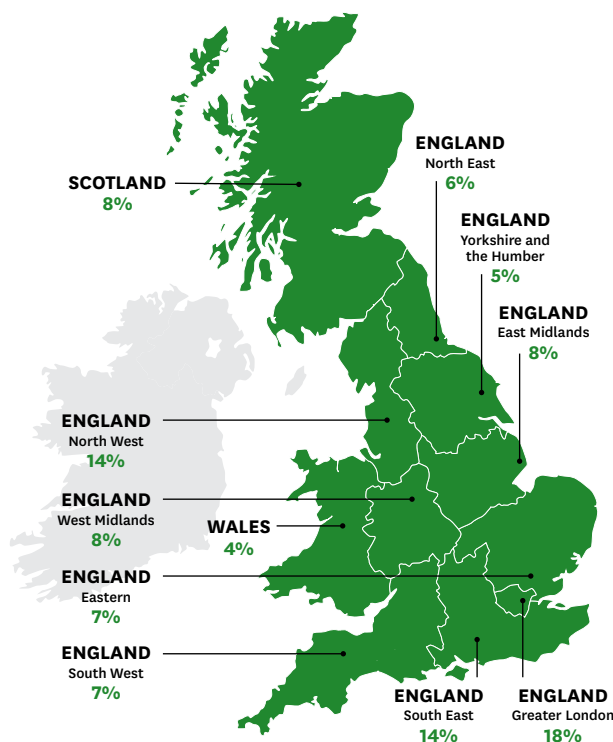 ENGLAND
North East
6%
SCOTLAND
8%
ENGLAND
Yorkshire and
the Humber
5%
ENGLAND
East Midlands
8%
ENGLAND
North West
14%
ENGLAND
West Midlands
8%
WALES
4%
ENGLAND
Eastern
7%
ENGLAND
South West
7%
ENGLAND
South East
14%
ENGLAND
Greater London
18%